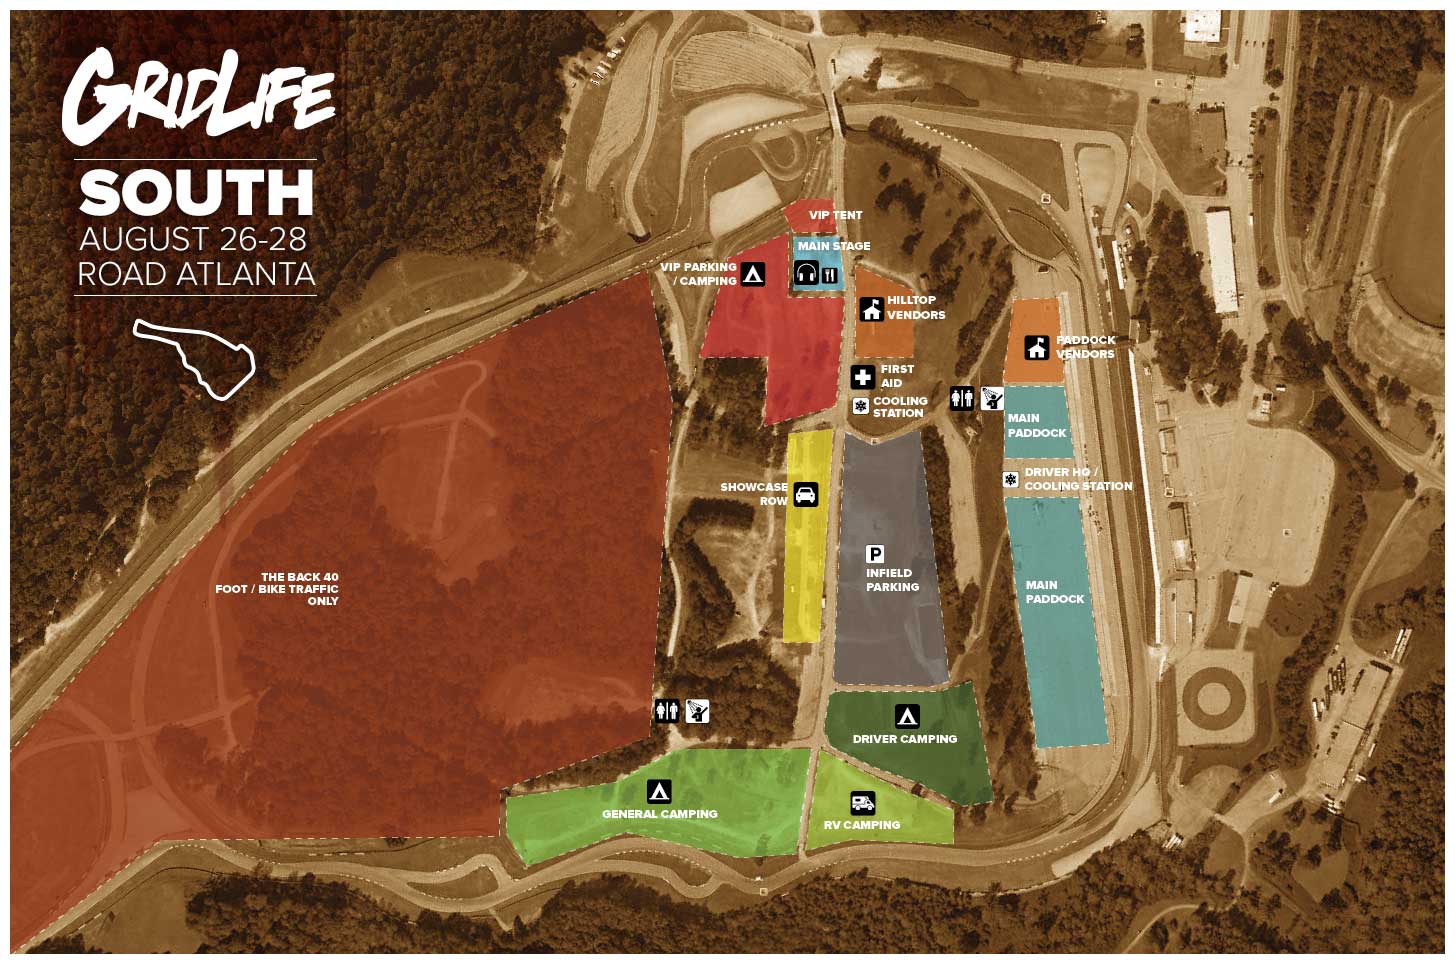 GRIDLIFE
SOUTH
AUGUST 26-28
ROAD ATLANTA
VIP TENT
MAIN STAGE
VIP PARKING
/ CAMPING
HILLTOP
VENDORS
PADDOCK
VENDORS
FIRST
AID
COOLING
STATION
MAIN
PADDOCK
DRIVER HQ /
COOLING STATION
SHOWCASE
ROW
P
INFIELD
PARKING
THE BACK 40
FOOT / BIKE TRAFFIC
ONLY
MAIN
PADDOCK
DRIVER CAMPING
GENERAL CAMPING
RV CAMPING